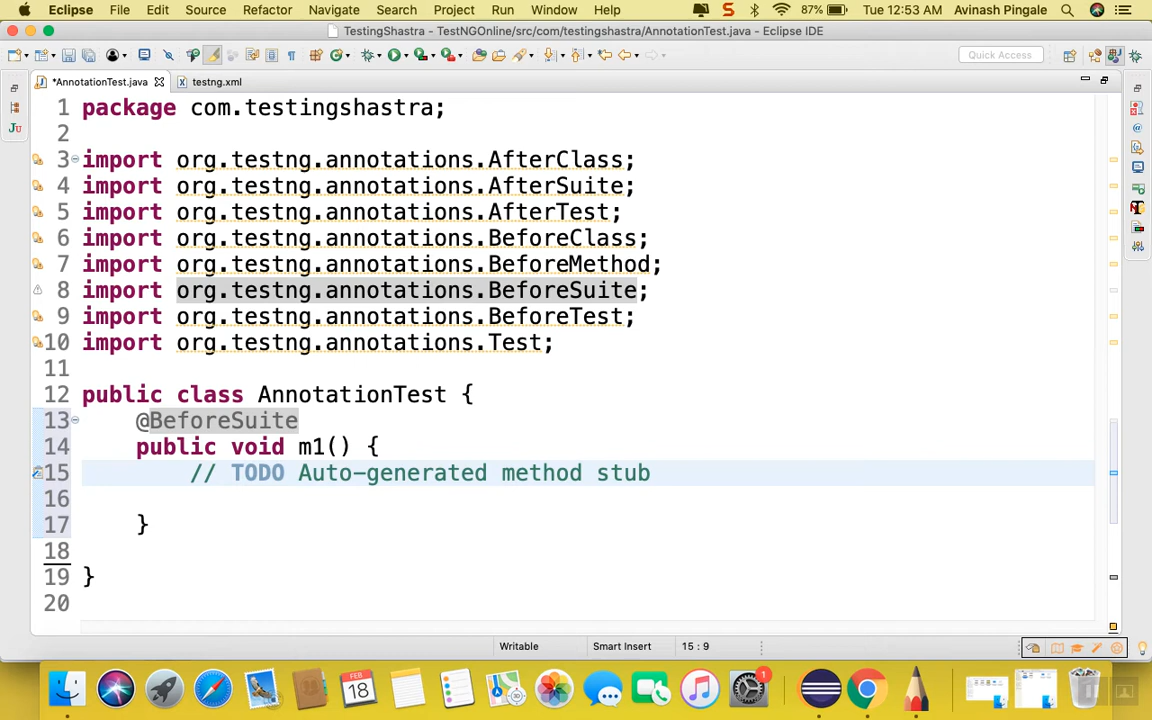 Eclipse File Edit Source Refactor Navigate Search Project Run Window Help S 87% Tue 12:53 AM Avinash Pingale
TestingShastra - TestNGOnline/src/com/testingshastra/AnnotationTest.java - Eclipse IDE
Quick Access
*AnnotationTest.java testng.xml
1 package com.testingshastra;
2
3 import org.testng.annotations.AfterClass;
4 import org.testng.annotations.AfterSuite;
5 import org.testng.annotations.AfterTest;
6 import org.testng.annotations.BeforeClass;
7 import org.testng.annotations.BeforeMethod;
8 import org.testng.annotations.BeforeSuite;
9 import org.testng.annotations.BeforeTest;
10 import org.testng.annotations.Test;
11
12 public class AnnotationTest {
13 @BeforeSuite
14 public void m1() {
15 // TODO Auto-generated method stub
16
17 }
18
19 }
20
Writable Smart Insert 15 : 9
FEB
18
1